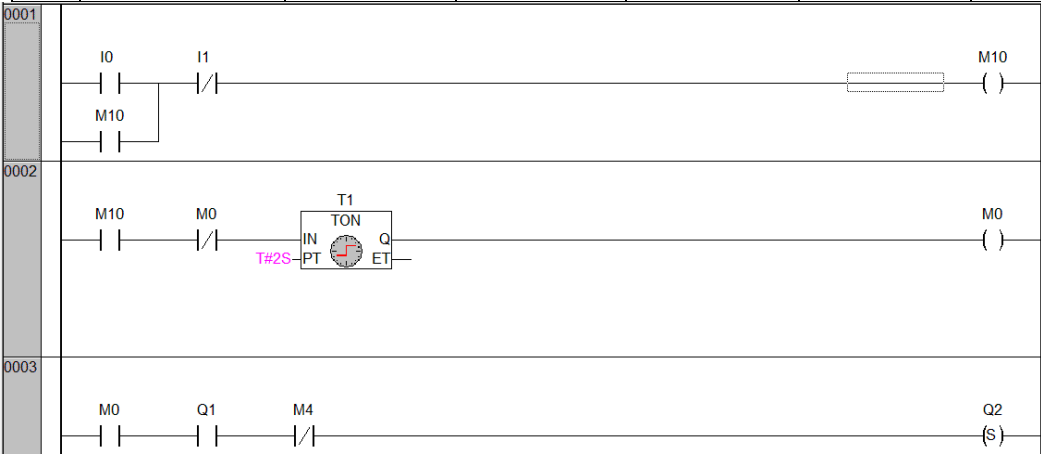 0001
I0 I1 M10
M10
0002
T1
M10 M0 TON M0
IN Q
T#2S PT ET
0003
M0 Q1 M4 Q2
S